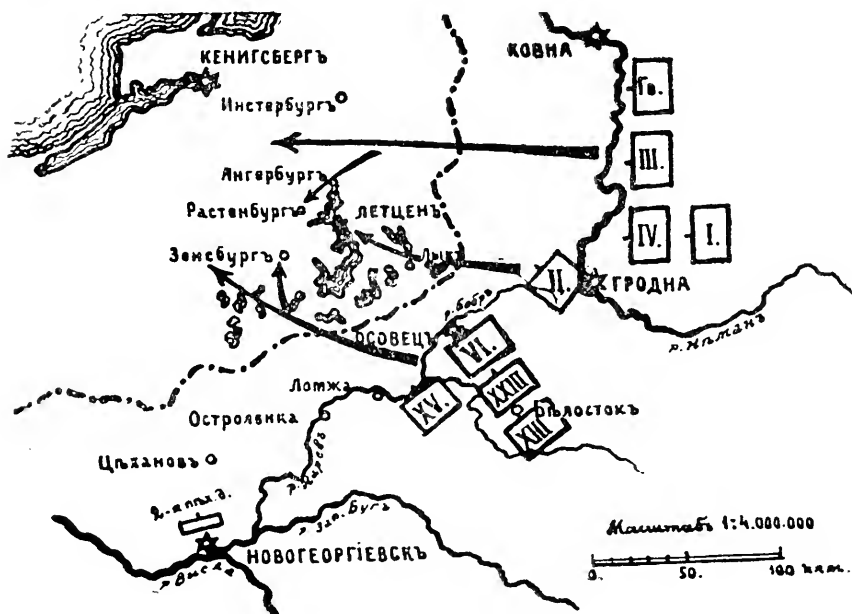 КЕНИГСБЕРГЪ
КОВНА
Гв.
Инстербургъ
III.
Ангербургъ
Растенбургъ
ЛЕТЦЕНЪ
IV.
I.
Зенсбургъ
Лыкъ
II.
ГРОДНА
р. Бобръ
р. Нѣманъ
ОСОВЕЦЪ
VI.
Ломжа
XXIII
XV.
Остроленка
Бѣлостокъ
XIII
Цѣхановъ
р. Наревъ
2-я п. д.
р. Зап. Бугъ
НОВОГЕОРГІЕВСКЪ
р. Висла
Масштабъ 1:4.000.000
0. 50. 100 клм.